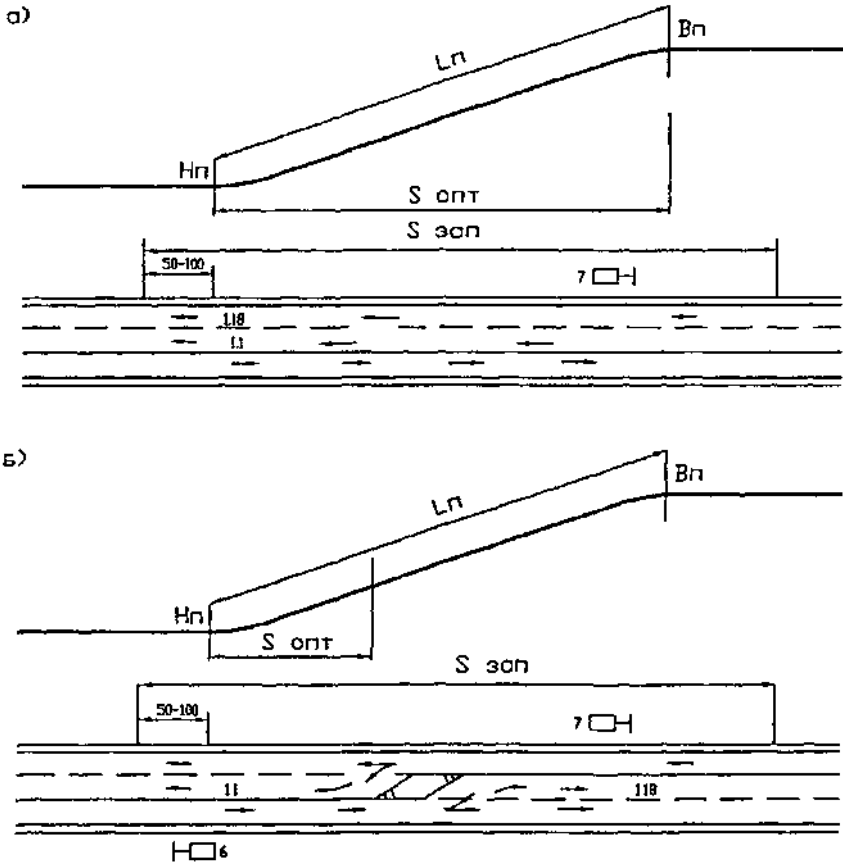 а)
Вп
Lп
Нп
S опт
S зоп
50-100
7
1.18
1.1
б)
Вп
Lп
Нп
S опт
S зоп
50-100
7
1.1
1.18
6